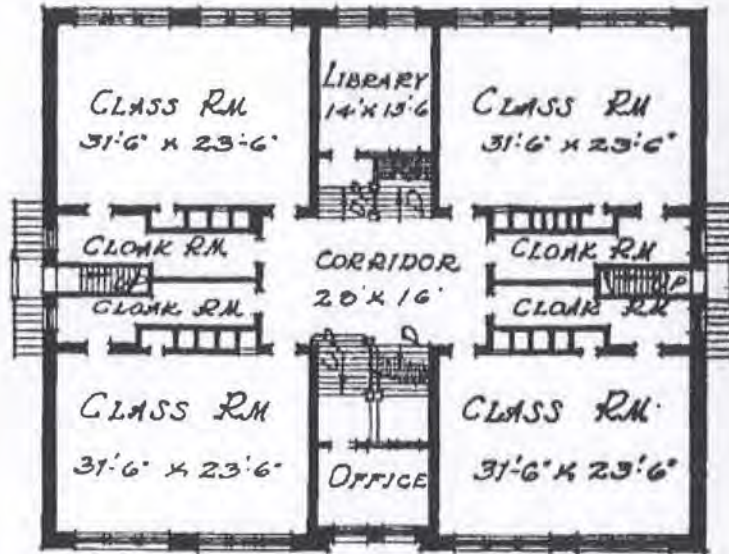 CLASS RM
31'-6" X 23'-6"
LIBRARY
14' X 13'6
CLASS RM
31'-6" X 23'-6"
CLOAK RM
CLOAK RM
CORRIDOR
28' X 16'
CLOAK RM
CLOAK RM
P
CLASS RM
31'-6" X 23'-6"
OFFICE
CLASS RM.
31'-6" X 23'-6"